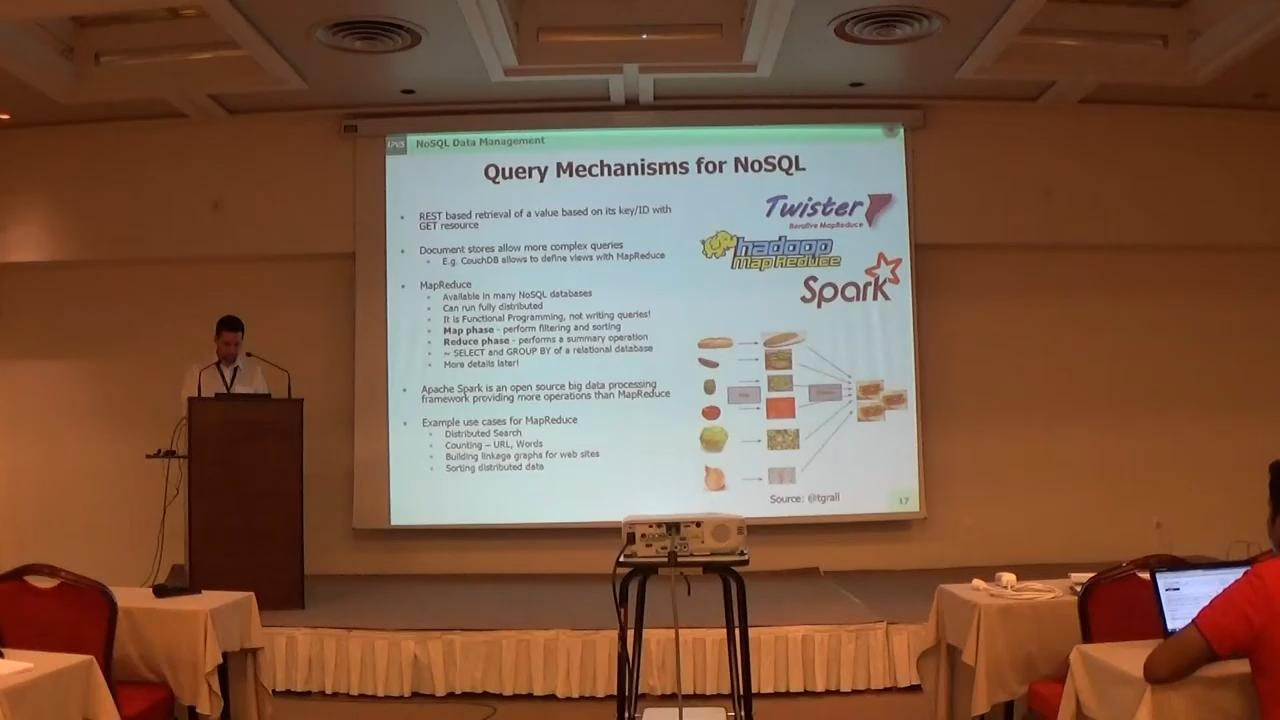 IPVS
NoSQL Data Management
Query Mechanisms for NoSQL
REST based retrieval of a value based on its key/ID with
GET resource
Document stores allow more complex queries
E.g. CouchDB allows to define views with MapReduce
MapReduce
Available in many NoSQL databases
Can run fully distributed
It is Functional Programming, not writing queries!
Map phase - perform filtering and sorting
Reduce phase - performs a summary operation
~ SELECT and GROUP BY of a relational database
More details later!
Apache Spark is an open source big data processing
framework providing more operations than MapReduce
Example use cases for MapReduce
Distributed Search
Counting – URL, Words
Building linkage graphs for web sites
Sorting distributed data
Twister
Iterative MapReduce
hadoop
Map Reduce
Spark
Source: @tgrall
17